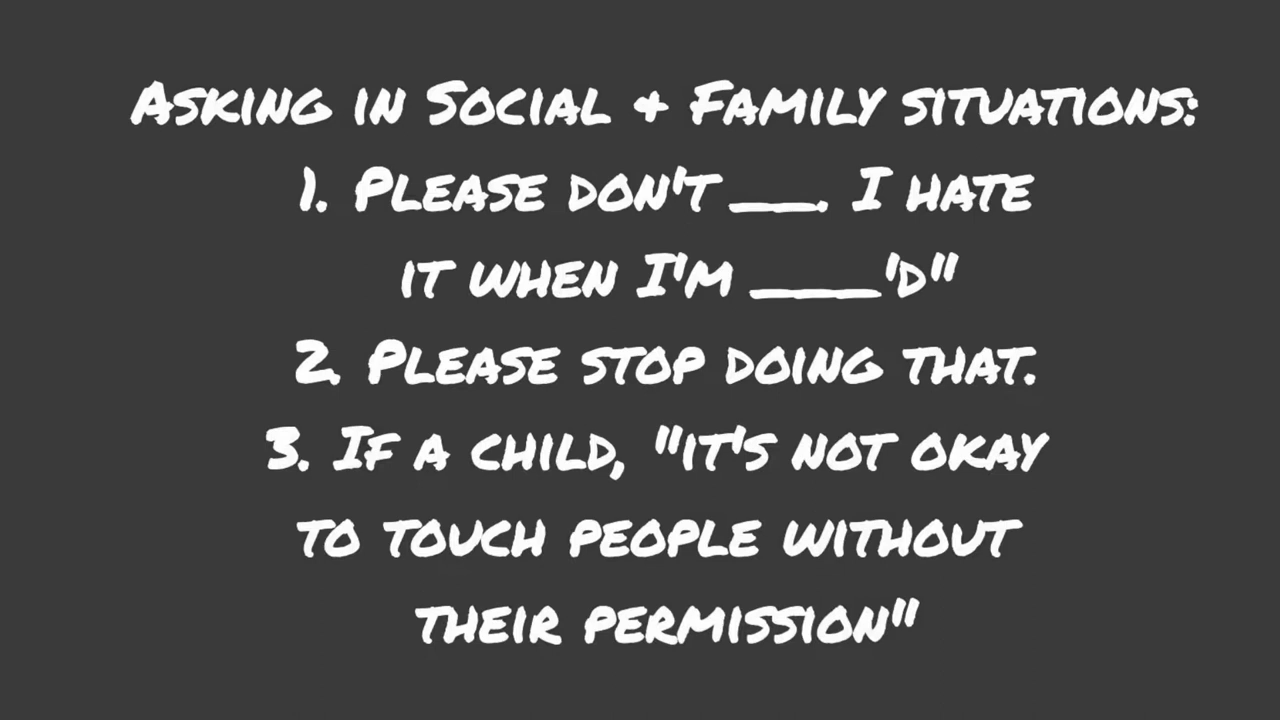 Asking in Social & Family situations:
1. Please don't ___. I hate
it when I'm ____'d"
2. Please stop doing that.
3. If a child, "it's not okay
to touch people without
their permission"